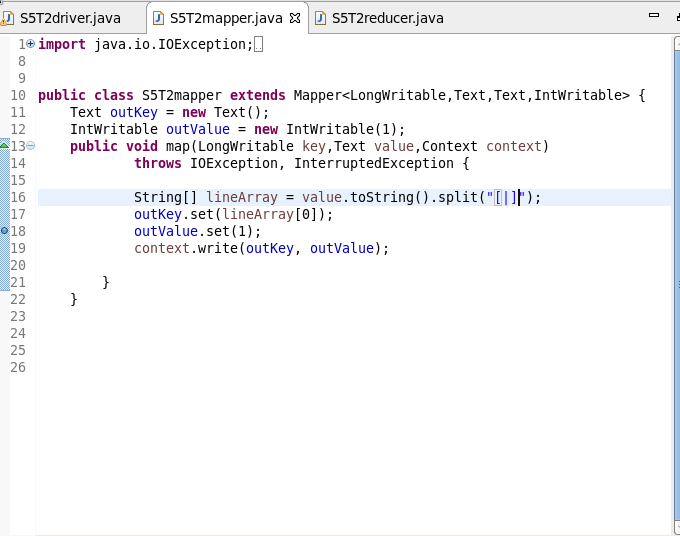 S5T2driver.java S5T2mapper.java S5T2reducer.java
1 import java.io.IOException;
8
9
10 public class S5T2mapper extends Mapper<LongWritable,Text,Text,IntWritable> {
11 Text outKey = new Text();
12 IntWritable outValue = new IntWritable(1);
13 public void map(LongWritable key,Text value,Context context)
14 throws IOException, InterruptedException {
15
16 String[] lineArray = value.toString().split("[|]");
17 outKey.set(lineArray[0]);
18 outValue.set(1);
19 context.write(outKey, outValue);
20
21 }
22 }
23
24
25
26